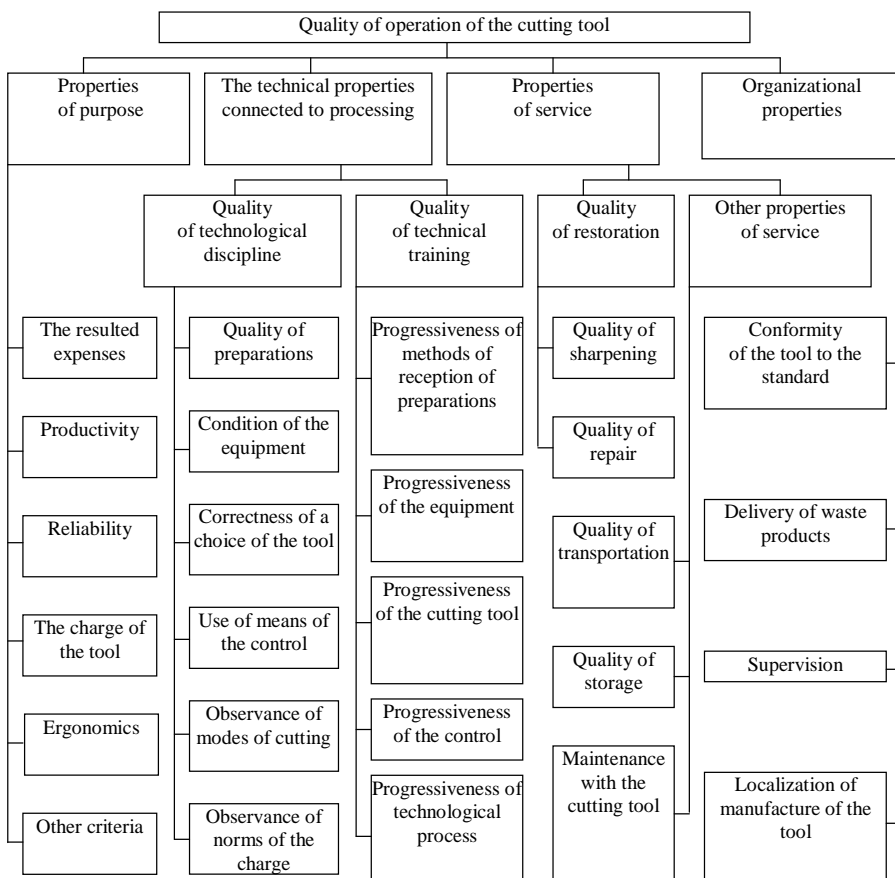 Quality of operation of the cutting tool
Properties
of purpose
The technical properties
connected to processing
Properties
of service
Organizational
properties
Quality
of technological
discipline
Quality
of technical
training
Quality
of restoration
Other properties
of service
The resulted
expenses
Productivity
Reliability
The charge of
the tool
Ergonomics
Other criteria
Quality of
preparations
Condition of the
equipment
Correctness of a
choice of the tool
Use of means of
the control
Observance of
modes of cutting
Observance of
norms of the
charge
Progressiveness of
methods of
reception of
preparations
Progressiveness
of the equipment
Progressiveness
of the cutting tool
Progressiveness
of the control
Progressiveness of
technological
process
Quality of
sharpening
Quality of
repair
Quality of
transportation
Quality of
storage
Maintenance
with the
cutting tool
Conformity
of the tool to the
standard
Delivery of waste
products
Supervision
Localization of
manufacture of the
tool